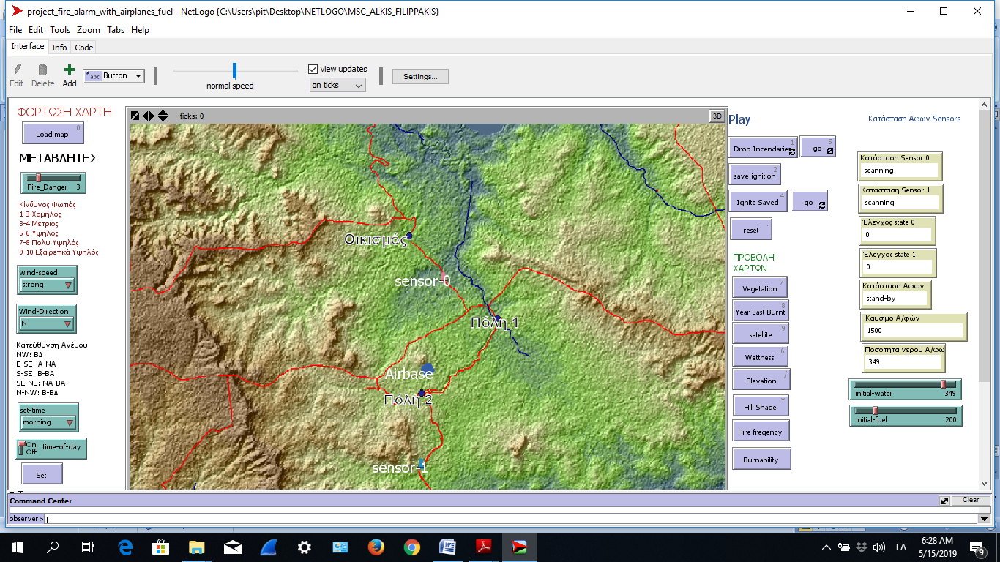 project_fire_alarm_with_airplanes_fuel - NetLogo {C:\Users\pit\Desktop\NETLOGO\MSC_ALKIS_FILIPPAKIS}
File Edit Tools Zoom Tabs Help
Interface Info Code
Edit Delete Add abc Button normal speed view updates on ticks Settings...
ΦΟΡΤΩΣΗ ΧΑΡΤΗ
Load map 0
ΜΕΤΑΒΛΗΤΕΣ
Fire_Danger 3
Κίνδυνος Φωτιάς
1-3 Χαμηλός
3-4 Μέτριος
5-6 Υψηλός
7-8 Πολύ Υψηλός
9-10 Εξαιρετικά Υψηλός
wind-speed
strong
Wind-Direction
N
Κατεύθυνση Ανέμου
NW: ΒΔ
E-SE: Α-ΝΑ
S-SE: Β-ΒΑ
SE-NE: ΝΑ-ΒΑ
N-NW: Β-ΒΔ
set-time
morning
On
Off time-of-day
Set
ticks: 0 3D
Οικισμός
sensor-0
Πόλη 1
Airbase
Πόλη 2
sensor-1
Play
Drop Incendiaries 1 go 5
save-ignition 2
Ignite Saved 4 go
reset
ΠΡΟΒΟΛΗ
ΧΑΡΤΩΝ
Vegetation 7
Year Last Burnt 8
satellite 9
Wettness 6
Elevation /
Hill Shade *
Fire freqency
Burnability
Κατάσταση Αφων-Sensors
Κατάσταση Sensor 0
scanning
Κατάσταση Sensor 1
scanning
Έλεγχος state 0
0
Έλεγχος state 1
0
Κατάσταση Αφών
stand-by
Καυσίμο Α/φών
1500
Ποσότητα νερου Α/φω
349
initial-water 349
initial-fuel 200
Command Center Clear
observer>
ΕΛ
6:28 AM
5/15/2019
9